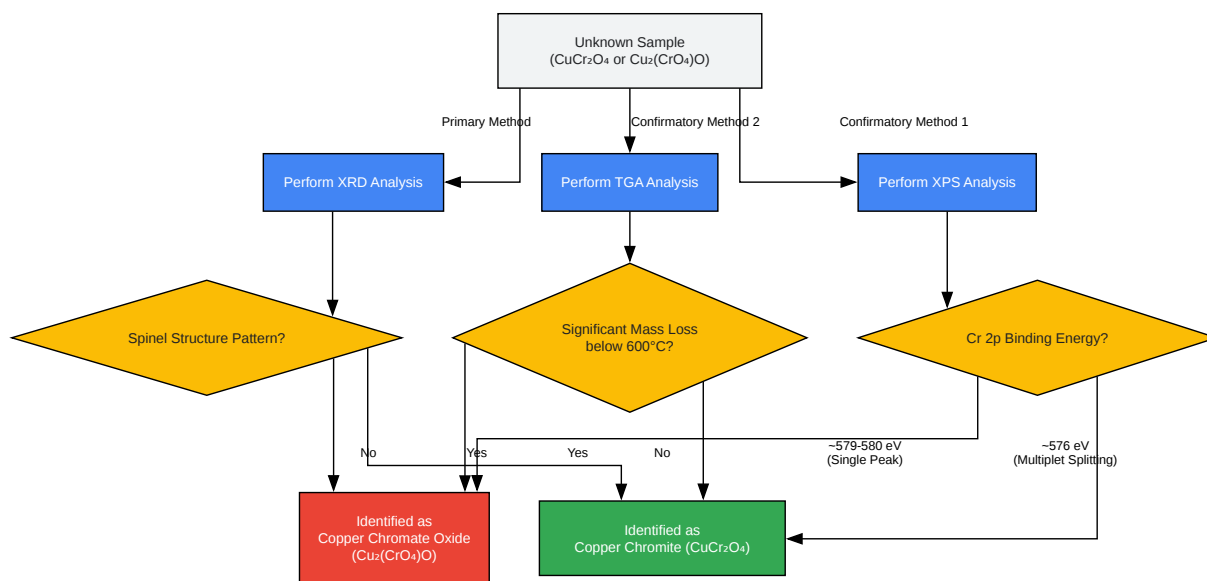 Unknown Sample
(CuCr₂O₄ or Cu₂(CrO₄)O)
Primary Method
Confirmatory Method 2
Confirmatory Method 1
Perform XRD Analysis
Perform TGA Analysis
Perform XPS Analysis
Spinel Structure Pattern?
Significant Mass Loss
below 600°C?
Cr 2p Binding Energy?
No
Yes
Yes
No
~579-580 eV
(Single Peak)
~576 eV
(Multiplet Splitting)
Identified as
Copper Chromate Oxide
(Cu₂(CrO₄)O)
Identified as
Copper Chromite (CuCr₂O₄)